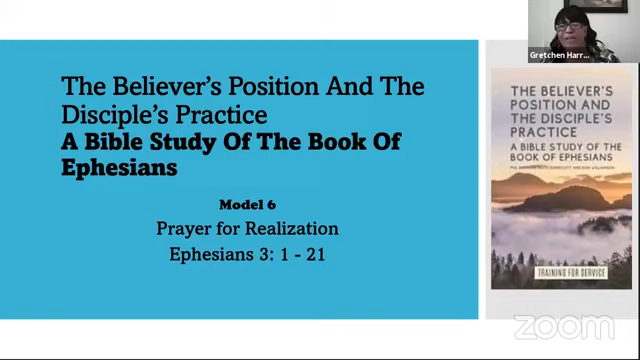 Gretchen Harr...
The Believer's Position And The
Disciple's Practice
A Bible Study Of The Book Of
Ephesians
Model 6
Prayer for Realization
Ephesians 3: 1 - 21
THE BELIEVER'S
POSITION AND
THE DISCIPLE'S
PRACTICE
A BIBLE STUDY OF THE
BOOK OF EPHESIANS
TRAINING FOR SERVICE
zoom